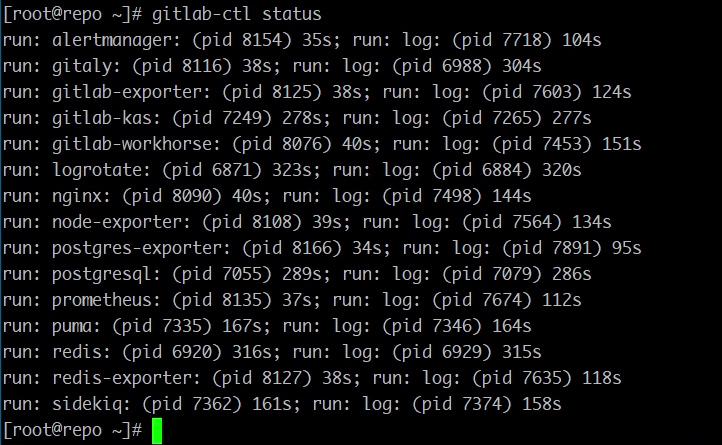 [root@repo ~]# gitlab-ctl status
run: alertmanager: (pid 8154) 35s; run: log: (pid 7718) 104s
run: gitaly: (pid 8116) 38s; run: log: (pid 6988) 304s
run: gitlab-exporter: (pid 8125) 38s; run: log: (pid 7603) 124s
run: gitlab-kas: (pid 7249) 278s; run: log: (pid 7265) 277s
run: gitlab-workhorse: (pid 8076) 40s; run: log: (pid 7453) 151s
run: logrotate: (pid 6871) 323s; run: log: (pid 6884) 320s
run: nginx: (pid 8090) 40s; run: log: (pid 7498) 144s
run: node-exporter: (pid 8108) 39s; run: log: (pid 7564) 134s
run: postgres-exporter: (pid 8166) 34s; run: log: (pid 7891) 95s
run: postgresql: (pid 7055) 289s; run: log: (pid 7079) 286s
run: prometheus: (pid 8135) 37s; run: log: (pid 7674) 112s
run: puma: (pid 7335) 167s; run: log: (pid 7346) 164s
run: redis: (pid 6920) 316s; run: log: (pid 6929) 315s
run: redis-exporter: (pid 8127) 38s; run: log: (pid 7635) 118s
run: sidekiq: (pid 7362) 161s; run: log: (pid 7374) 158s
[root@repo ~]#